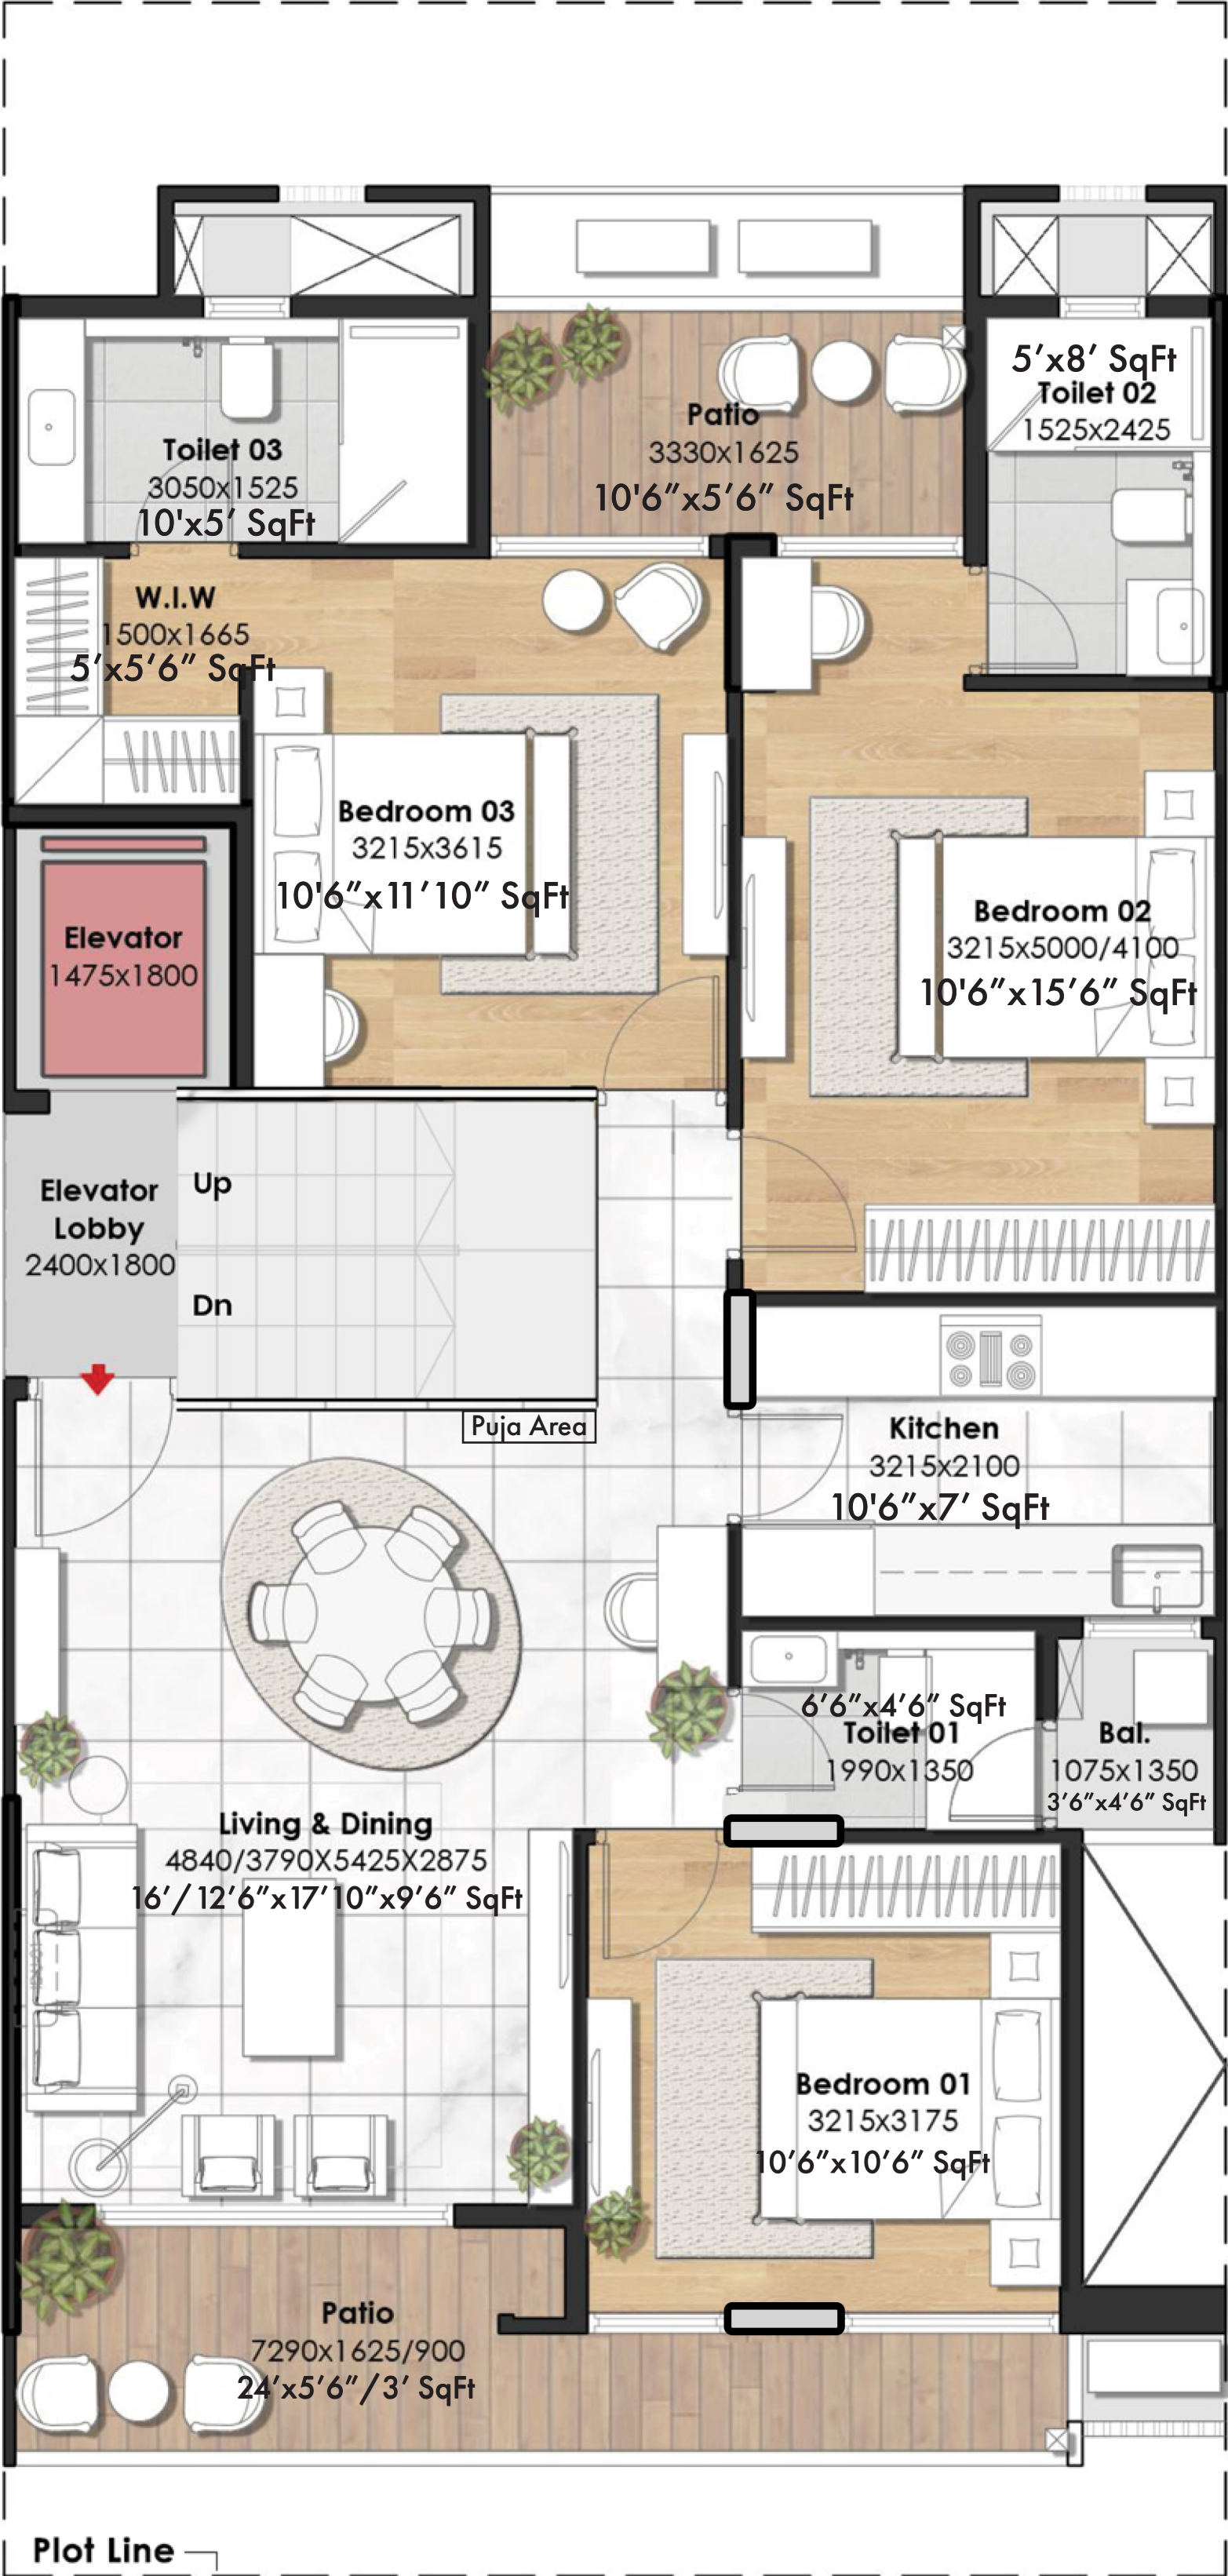 5'x8' SqFt
Toilet 02
1525x2425
Patio
3330x1625
10'6"x5'6" SqFt
Toilet 03
3050x1525
10'x5' SqFt
W.I.W
1500x1665
5'x5'6" SqFt
Bedroom 03
3215x3615
10'6"x11'10" SqFt
Bedroom 02
3215x5000/4100
10'6"x15'6" SqFt
Elevator
1475x1800
Elevator
Lobby
2400x1800
Up
Dn
Puja Area
Kitchen
3215x2100
10'6"x7' SqFt
6'6"x4'6" SqFt
Toilet 01
1990x1350
Bal.
1075x1350
3'6"x4'6" SqFt
Living & Dining
4840/3790X5425X2875
16'/12'6"x17'10"x9'6" SqFt
Bedroom 01
3215x3175
10'6"x10'6" SqFt
Patio
7290x1625/900
24'x5'6"/3' SqFt
Plot Line